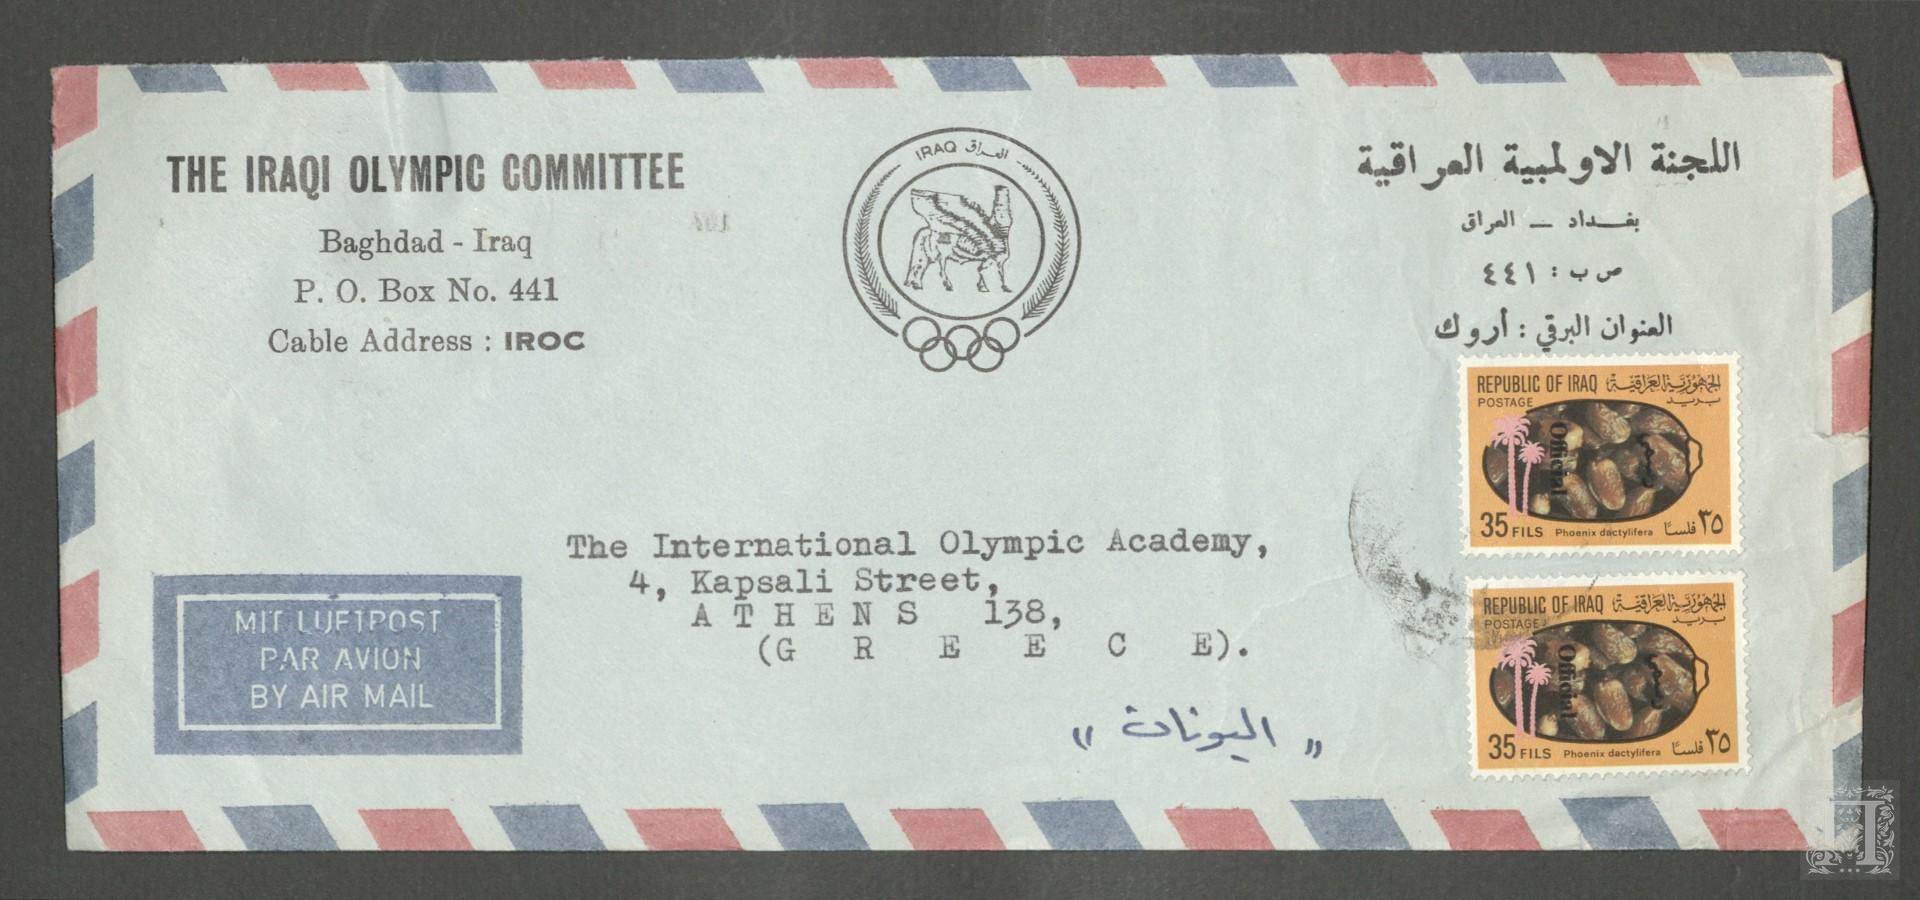 THE IRAQI OLYMPIC COMMITTEE
Baghdad - Iraq
P. O. Box No. 441
Cable Address : IROC
IRAQ العراق
اللجنة الاولمبية العراقية
بغداد — العراق
ص ب : ٤٤١
العنوان البرقي : أروك
REPUBLIC OF IRAQ الجمهورية العراقية
POSTAGE بريد
Official رسمي
35 FILS Phoenix dactylifera ٣٥ فلسا
REPUBLIC OF IRAQ الجمهورية العراقية
POSTAGE بريد
Official رسمي
35 FILS Phoenix dactylifera ٣٥ فلسا
The International Olympic Academy,
4, Kapsali Street,
A T H E N S 138,
(G R E E C E).
" اليونان "
MIT LUFTPOST
PAR AVION
BY AIR MAIL